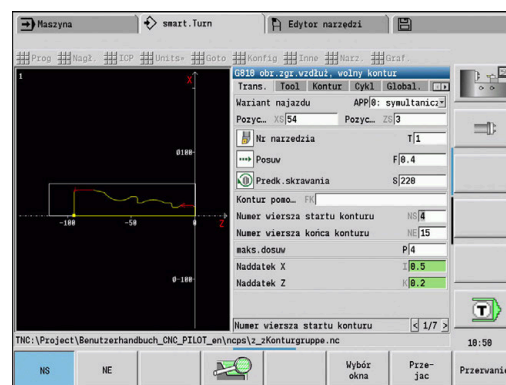 Maszyna
smart.Turn
Edytor narzędzi
Prog Nagł. ICP Units» Goto Konfig Inne Narz. Graf.
1
X
Ø100-
-50
0
Z
0-100-
G810 obr.zgr.wzdłuż, wolny kontur
Trans. Tool Kontur Cykl Global.
Wariant najazdu APP 0: symultanicz
Pozyc... XS 54 Pozyc... ZS 3
Nr narzedzia T 1
Posuw F 0.4
Predk.skrawania S 220
Kontur pomo… FK
Numer wiersza startu konturu NS 4
Numer wiersza końca konturu NE 15
maks.dosuw P 4
Naddatek X I 0.5
Naddatek Z K 0.2
Numer wiersza startu konturu < 1/7 >
TNC:\Project\Benutzerhandbuch_CNC_PILOT_en\ncps\z_zKonturgruppe.nc
T
10:50
NS
NE
Wybór okna
Prze-jac
Przerwanie